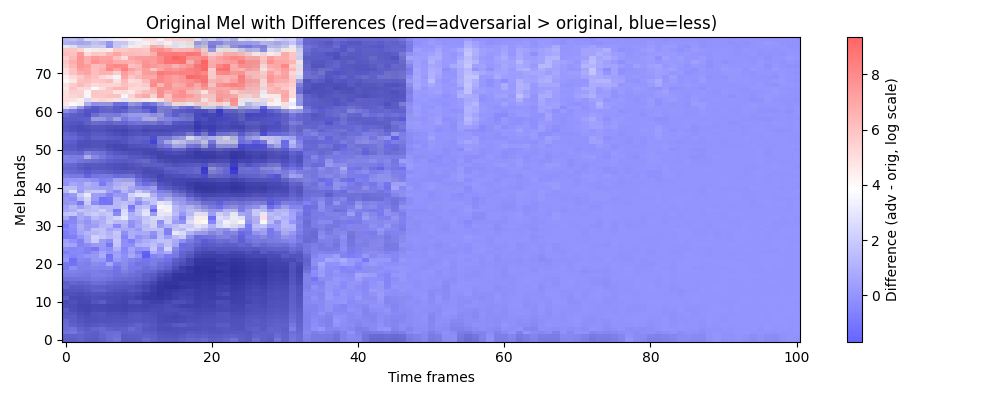 Original Mel with Differences (red=adversarial > original, blue=less)
70
60
50
40
30
20
10
0
Mel bands
0 20 40 60 80 100
Time frames
8
6
4
2
0
Difference (adv - orig, log scale)